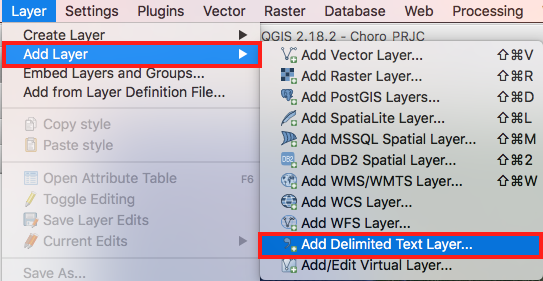 Layer Settings Plugins Vector Raster Database Web Processing
QGIS 2.18.2 - Choro_PRJC
Create Layer
Add Layer
Embed Layers and Groups...
Add from Layer Definition File...
Copy style
Paste style
Open Attribute Table F6
Toggle Editing
Save Layer Edits
Current Edits
Save As...
Add Vector Layer... ⇧⌘V
Add Raster Layer... ⇧⌘R
Add PostGIS Layers... ⇧⌘D
Add SpatiaLite Layer... ⇧⌘L
Add MSSQL Spatial Layer... ⇧⌘M
Add DB2 Spatial Layer... ⇧⌘2
Add WMS/WMTS Layer... ⇧⌘W
Add WCS Layer...
Add WFS Layer...
Add Delimited Text Layer...
Add/Edit Virtual Layer...